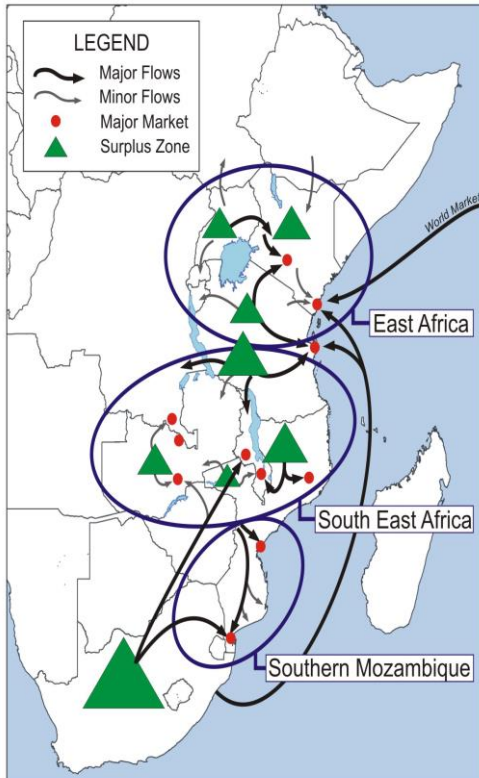 LEGEND
Major Flows
Minor Flows
Major Market
Surplus Zone
World Market
East Africa
South East Africa
Southern Mozambique